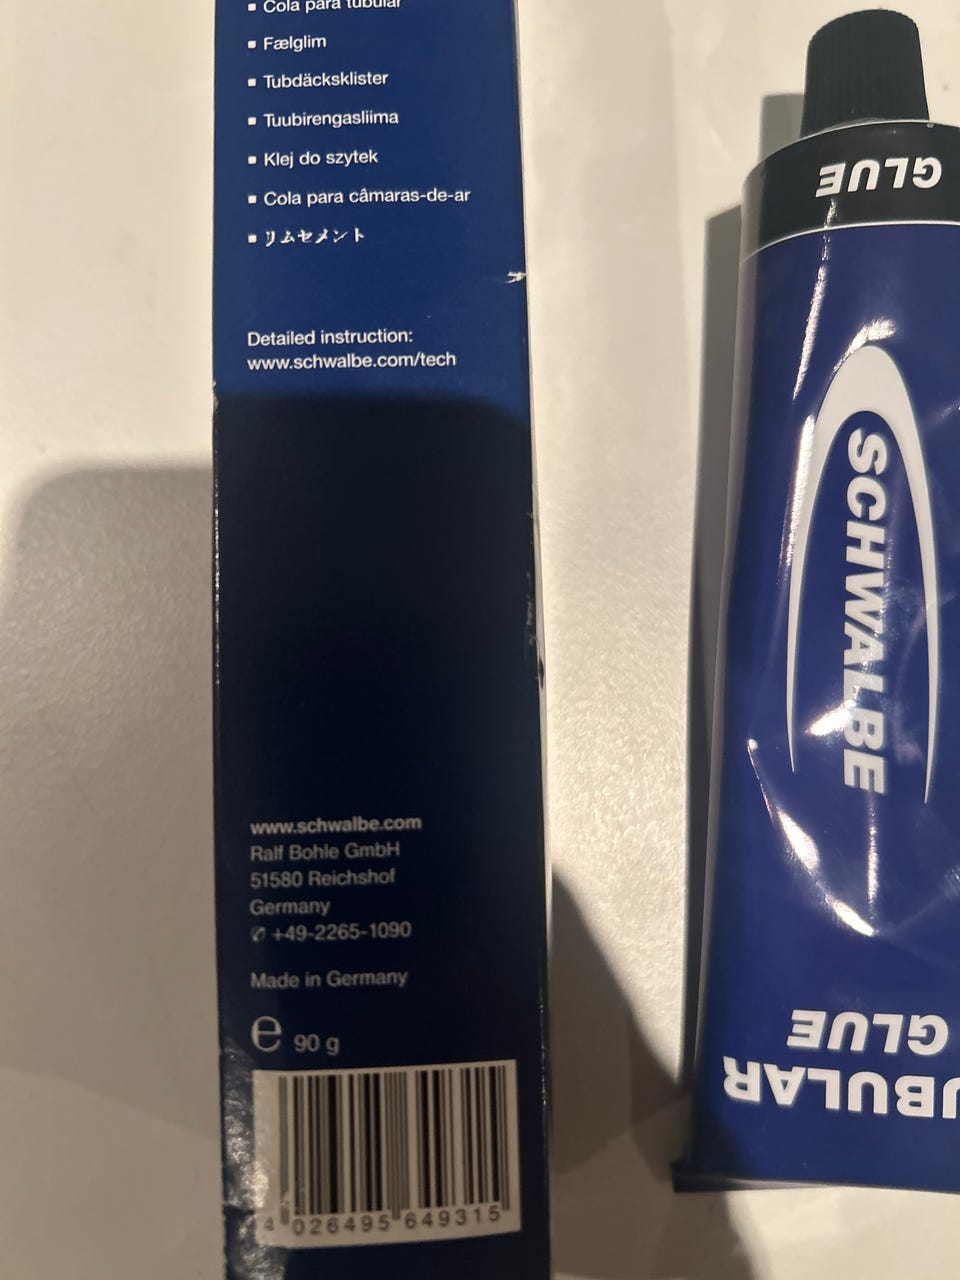 ▪ Cola para tubular
▪ Fælglim
▪ Tubdäcksklister
▪ Tuubirengasliima
▪ Klej do szytek
▪ Cola para câmaras-de-ar
▪ リムセメント
Detailed instruction:
www.schwalbe.com/tech
www.schwalbe.com
Ralf Bohle GmbH
51580 Reichshof
Germany
✆ +49-2265-1090
Made in Germany
℮ 90 g
4 026495 649315
GLUE
SCHWALBE
GLUE
UBULAR